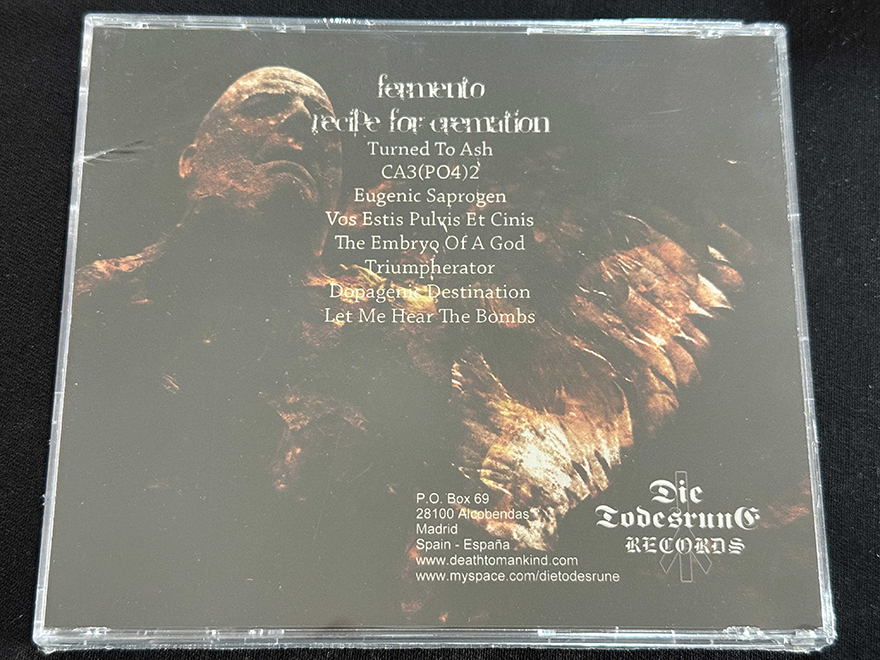 fermento
recipe for cremation
Turned To Ash
CA3(PO4)2
Eugenic Saprogen
Vos Estis Pulvis Et Cinis
The Embryo Of A God
Triumpherator
Dopagenic Destination
Let Me Hear The Bombs
P.O. Box 69
28100 Alcobendas
Madrid
Spain - España
www.deathtomankind.com
www.myspace.com/dietodesrune
Die
TodesrunE
RECORDS